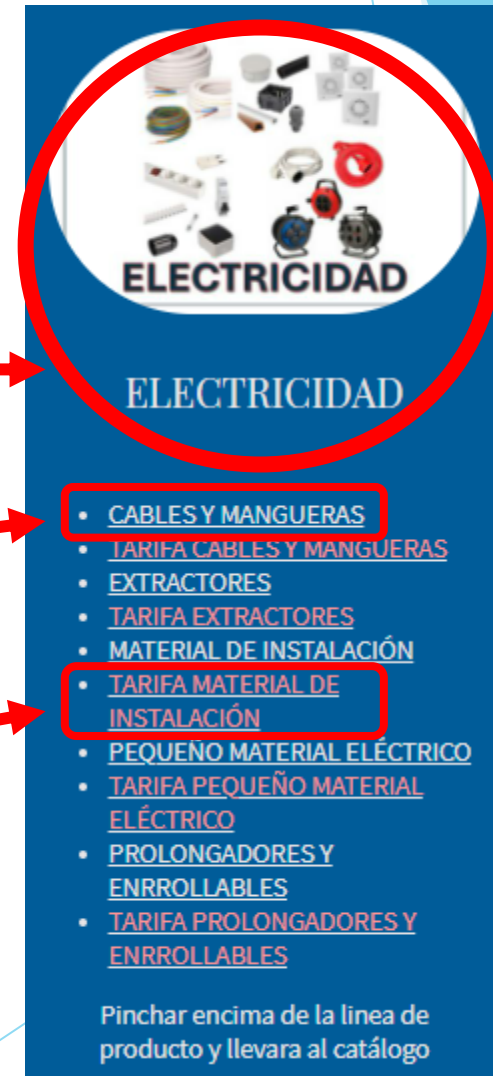 ELECTRICIDAD
ELECTRICIDAD
• CABLES Y MANGUERAS
• TARIFA CABLES Y MANGUERAS
• EXTRACTORES
• TARIFA EXTRACTORES
• MATERIAL DE INSTALACIÓN
• TARIFA MATERIAL DE
INSTALACIÓN
• PEQUEÑO MATERIAL ELÉCTRICO
• TARIFA PEQUEÑO MATERIAL
ELÉCTRICO
• PROLONGADORES Y
ENRROLLABLES
• TARIFA PROLONGADORES Y
ENRROLLABLES
Pinchar encima de la linea de
producto y llevara al catálogo